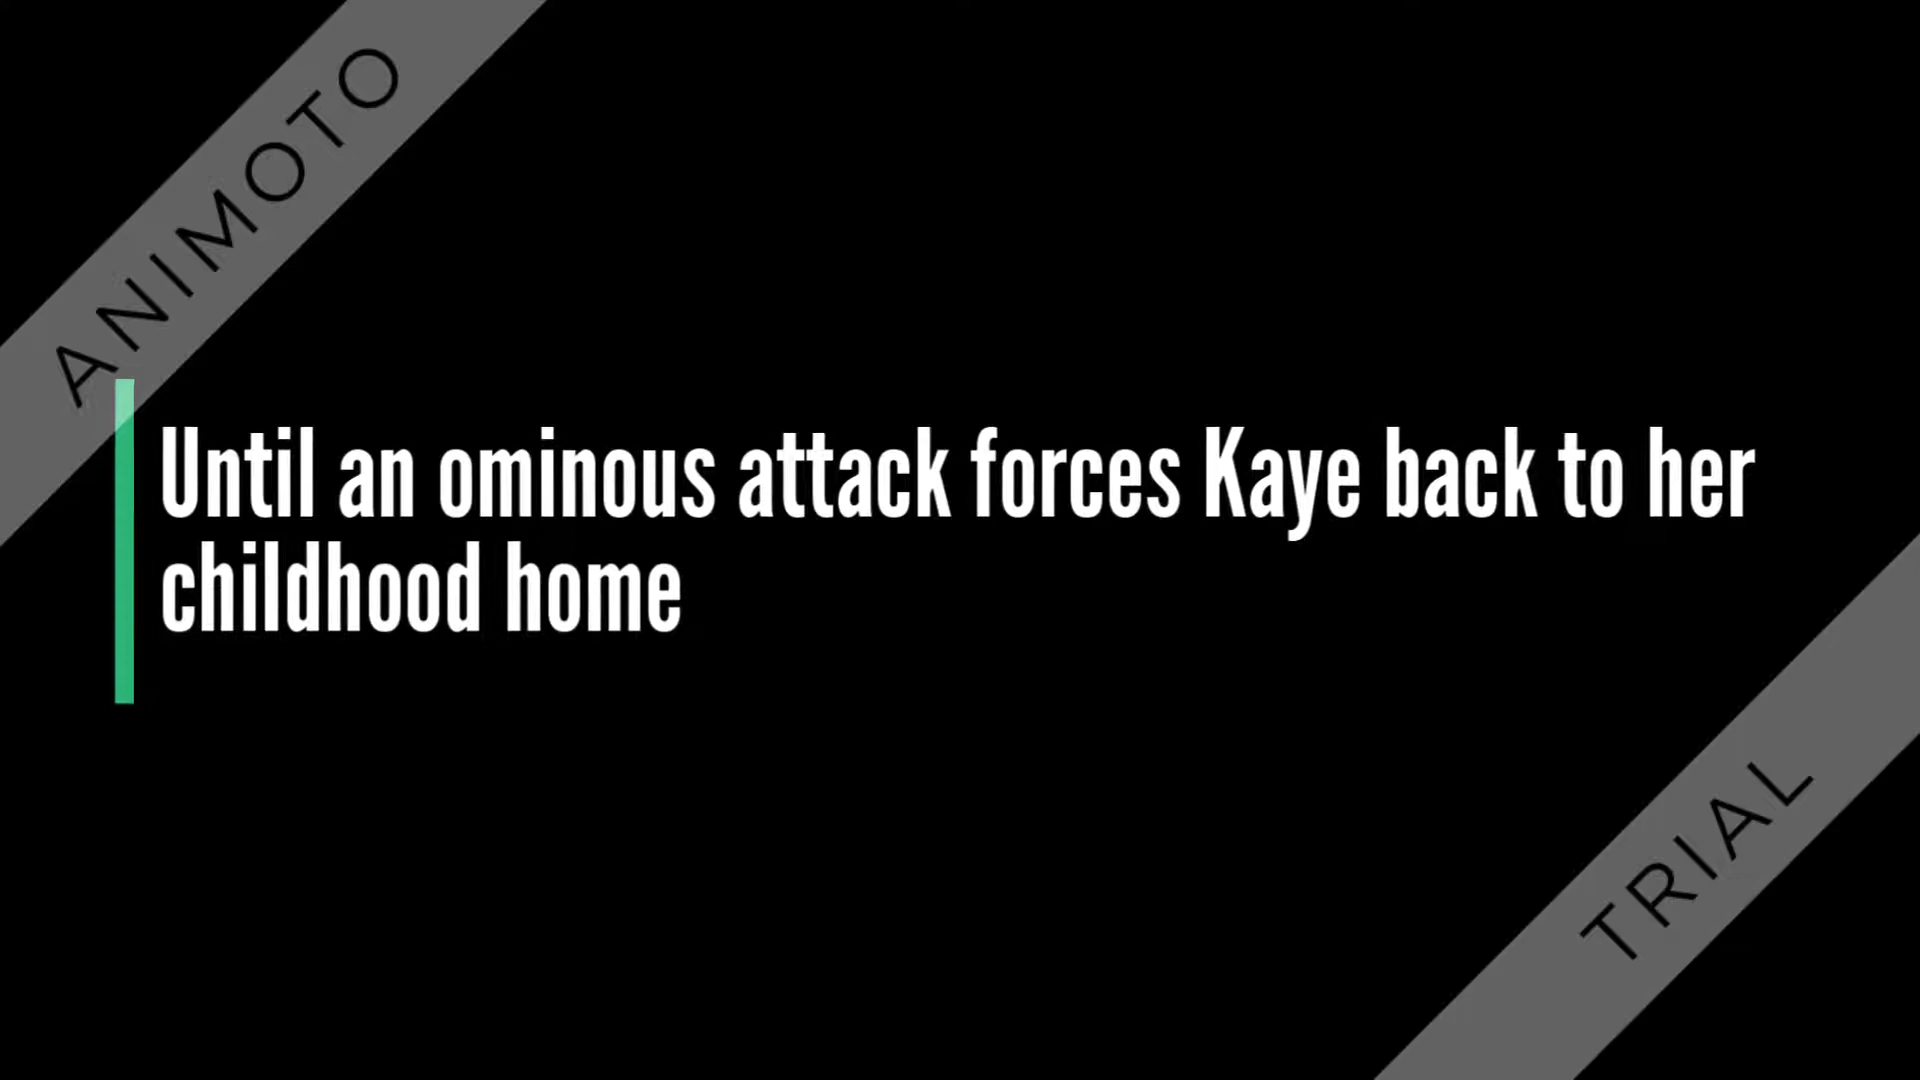 ANIMOTO
Until an ominous attack forces Kaye back to her
childhood home
TRIAL